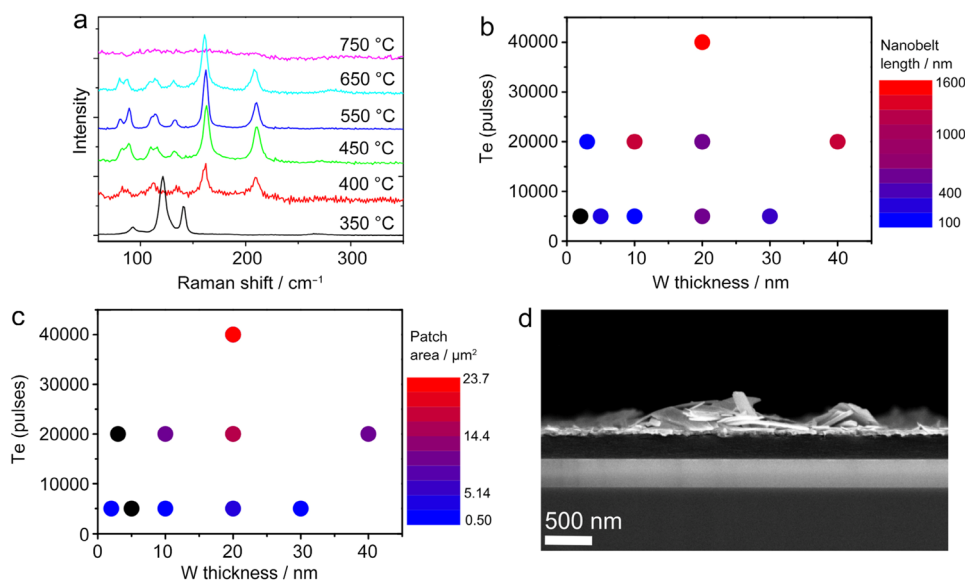 a
750 °C
650 °C
550 °C
450 °C
400 °C
350 °C
Intensity
100
200
300
Raman shift / cm⁻¹
b
Te (pulses)
40000
30000
20000
10000
0
0
10
20
30
40
W thickness / nm
Nanobelt
length / nm
1600
1000
400
100
c
Te (pulses)
40000
30000
20000
10000
0
0
10
20
30
40
W thickness / nm
Patch
area / µm²
23.7
14.4
5.14
0.50
d
500 nm